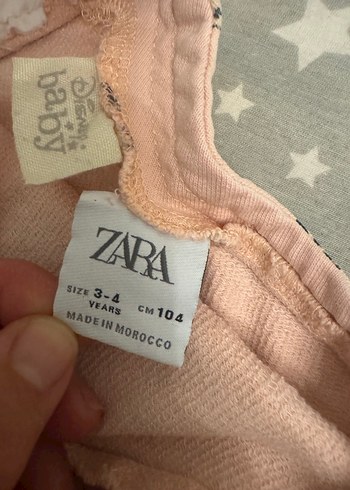 Disney
baby
ZARA
SIZE 3-4 CM 104
YEARS
MADE IN MOROCCO